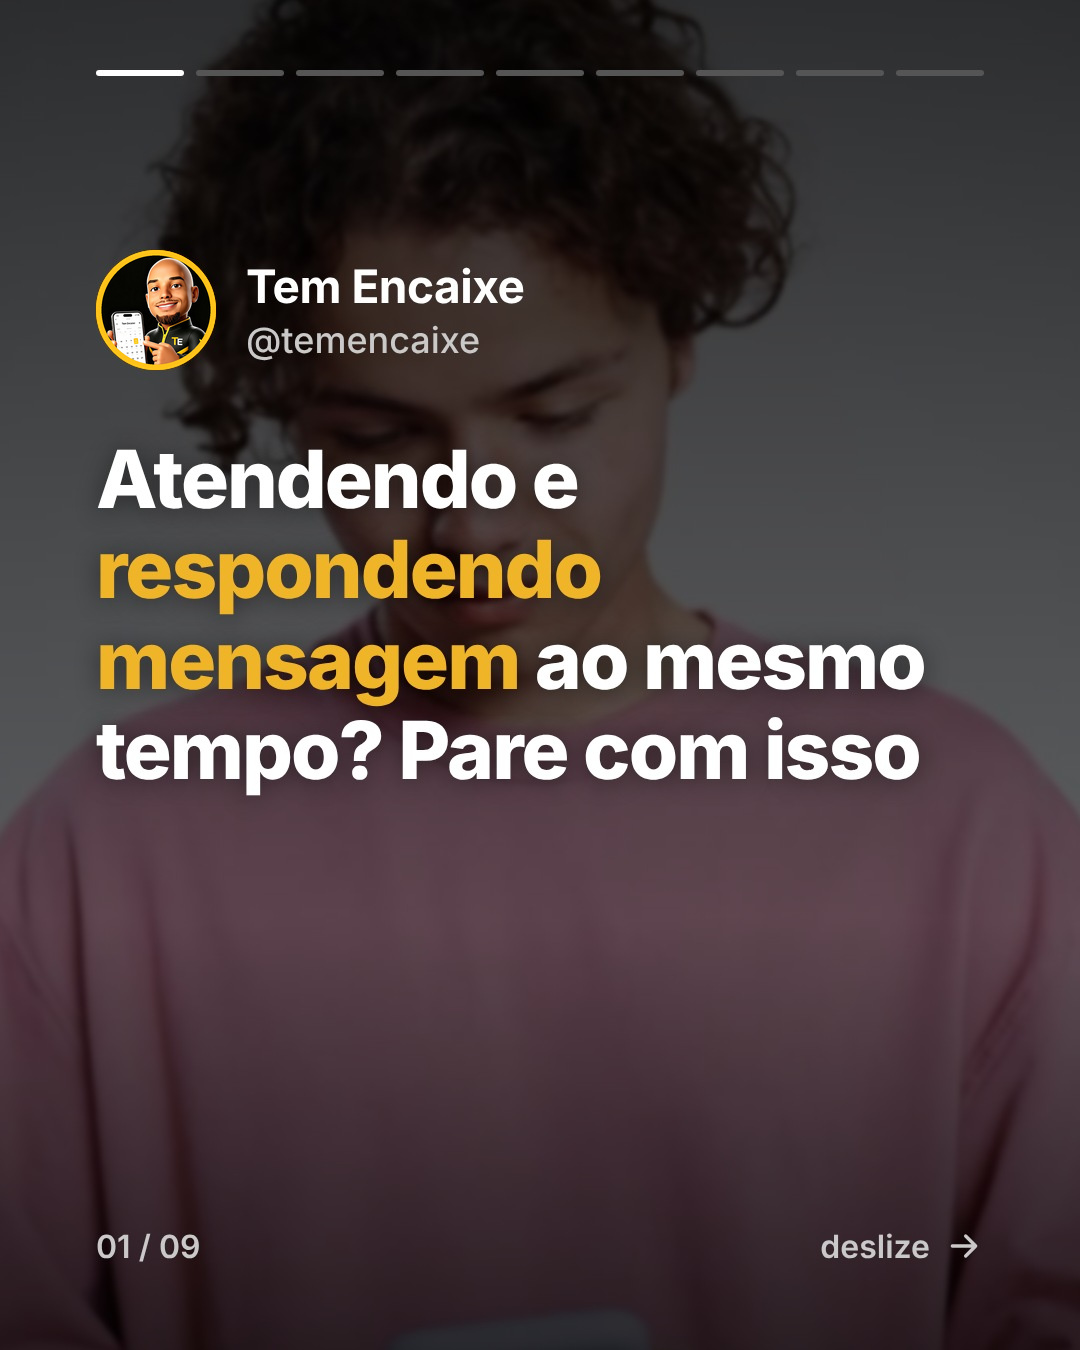 Tem Encaixe
@temencaixe
Atendendo e
respondendo
mensagem ao mesmo
tempo? Pare com isso
01 / 09
deslize →